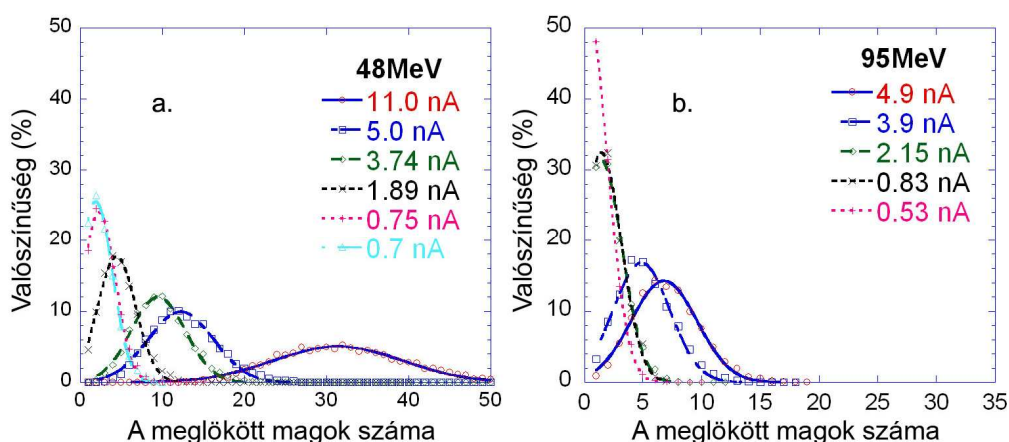 50
40
30
20
10
0
Valószínűség (%)
0 10 20 30 40 50
A meglökött magok száma
48MeV
a.
11.0 nA
5.0 nA
3.74 nA
1.89 nA
0.75 nA
0.7 nA
50
40
30
20
10
0
Valószínűség (%)
0 5 10 15 20 25 30 35
A meglökött magok száma
95MeV
b.
4.9 nA
3.9 nA
2.15 nA
0.83 nA
0.53 nA